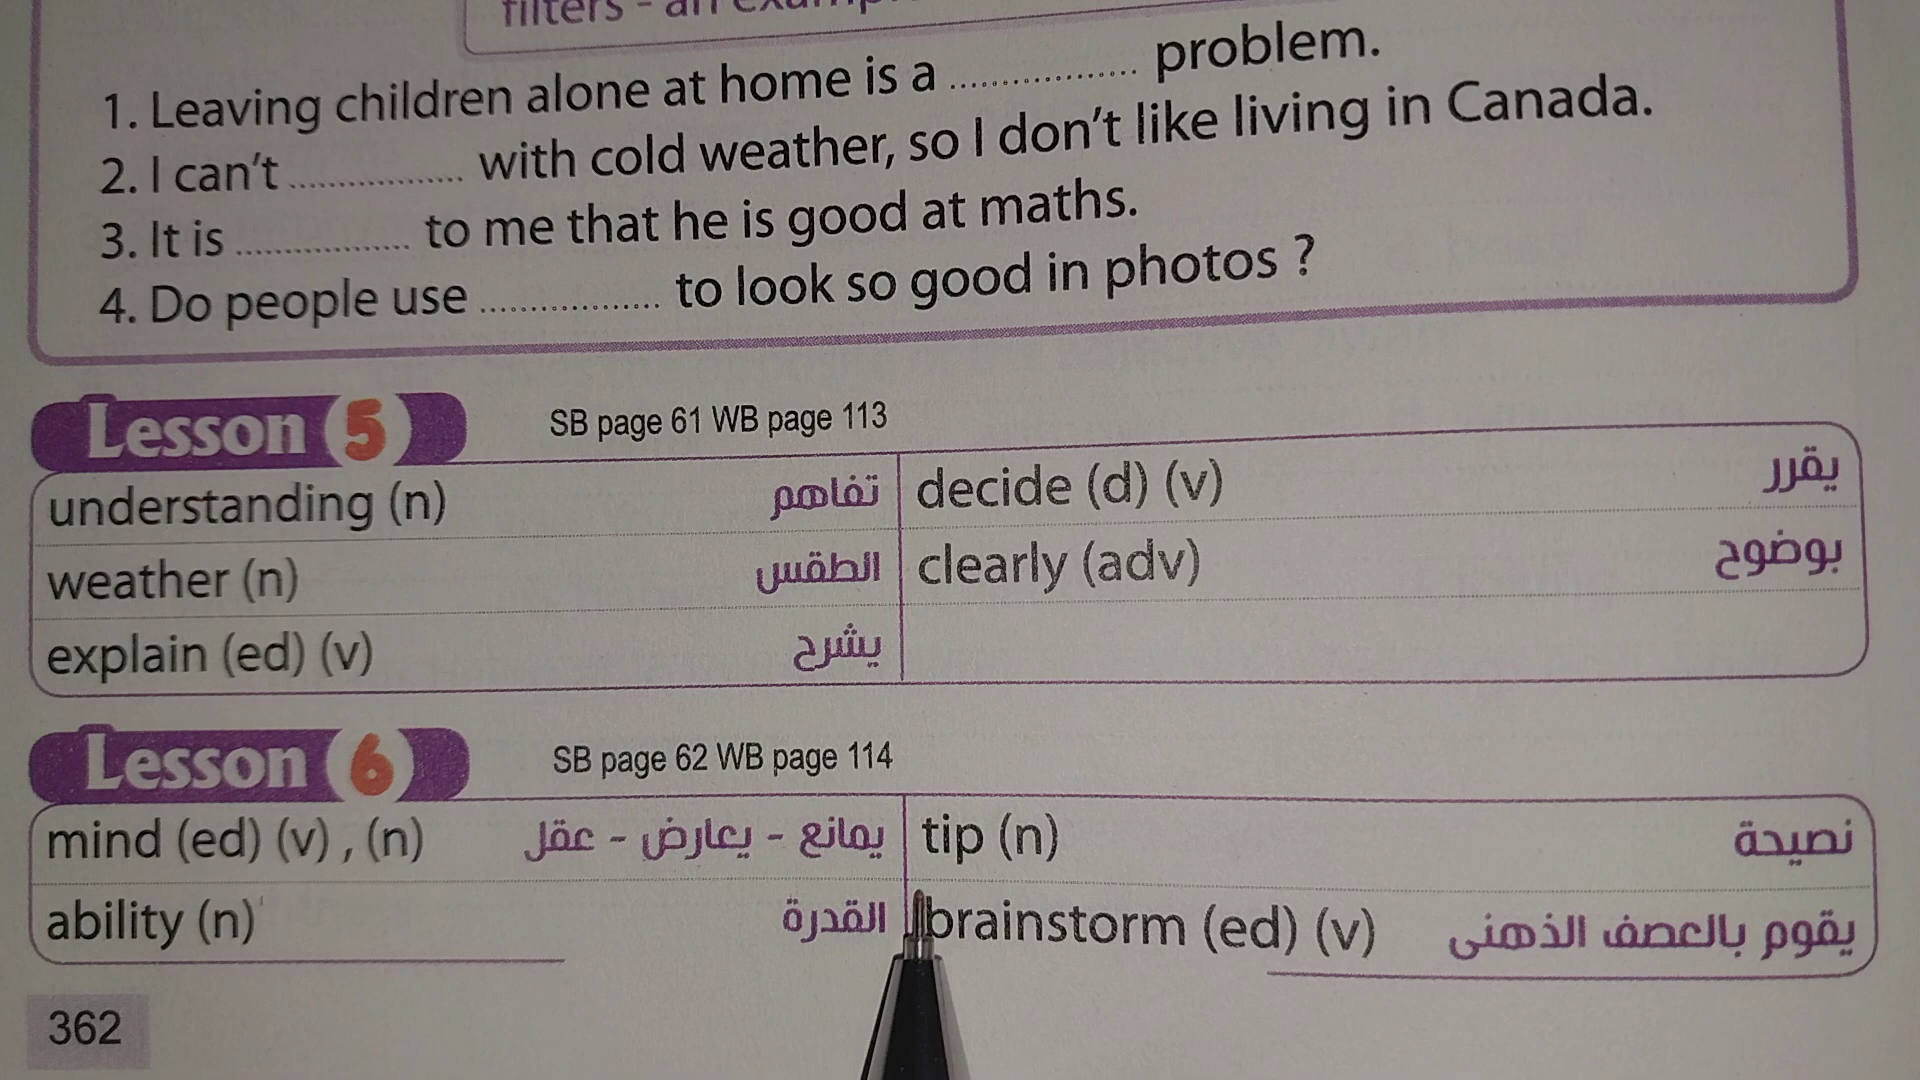 filters - an
1. Leaving children alone at home is a .................. problem.
2. I can't .................. with cold weather, so I don't like living in Canada.
3. It is .................. to me that he is good at maths.
4. Do people use .................. to look so good in photos ?
Lesson (5) SB page 61 WB page 113
understanding (n) تفاهم decide (d) (v) يقرر
weather (n) الطقس clearly (adv) بوضوح
explain (ed) (v) يشرح
Lesson (6) SB page 62 WB page 114
mind (ed) (v) , (n) يمانع - يعارض - عقل tip (n) نصيحة
ability (n) القدرة brainstorm (ed) (v) يقوم بالعصف الذهنى
362